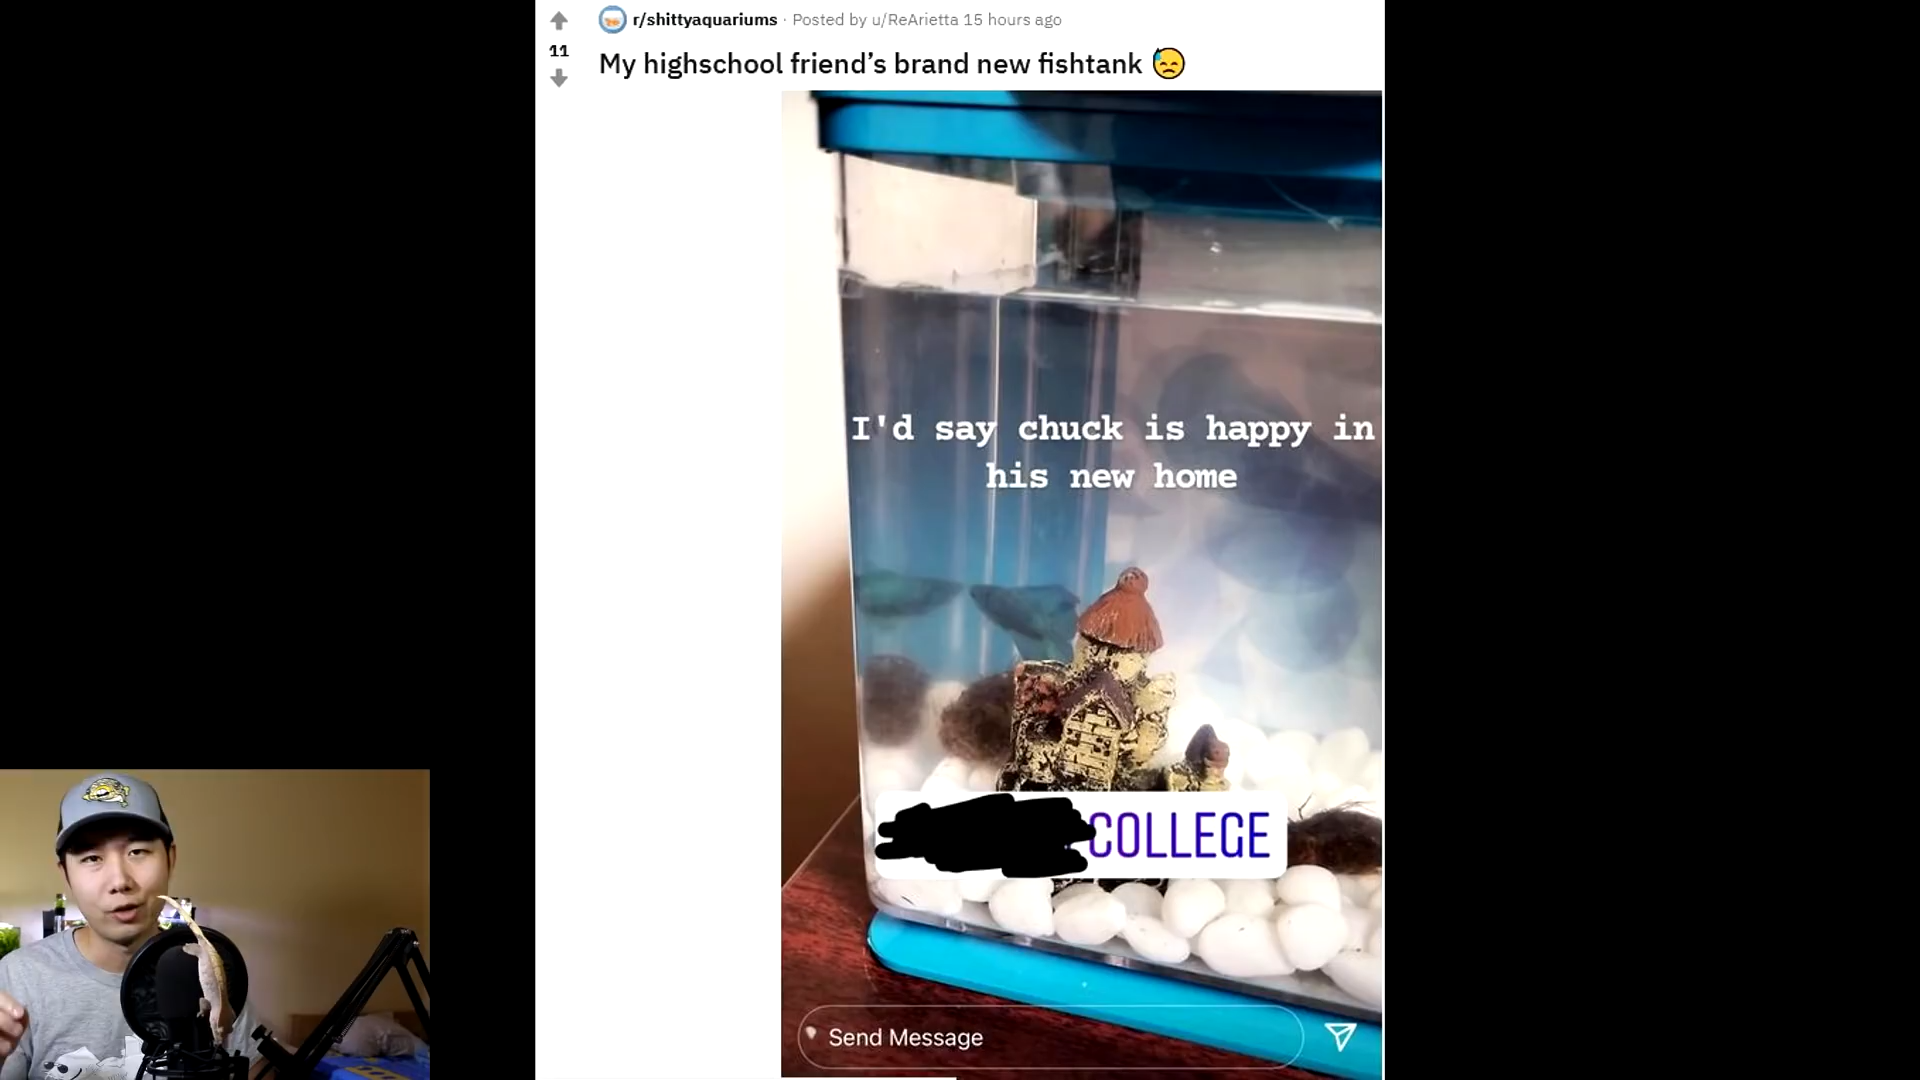 r/shittyaquariums · Posted by u/ReArietta 15 hours ago
11
My highschool friend’s brand new fishtank 😓
I'd say chuck is happy in
his new home
COLLEGE
Send Message